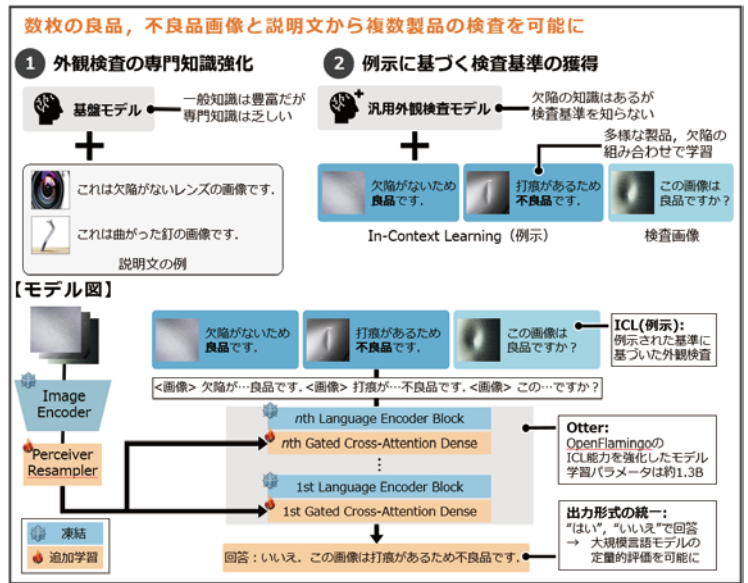 数枚の良品，不良品画像と説明文から複数製品の検査を可能に
1 外観検査の専門知識強化
基盤モデル
一般知識は豊富だが
専門知識は乏しい
+
これは欠陥がないレンズの画像です．
これは曲がった釘の画像です．
説明文の例
2 例示に基づく検査基準の獲得
汎用外観検査モデル
欠陥の知識はあるが
検査基準を知らない
+
多様な製品，欠陥の
組み合わせで学習
欠陥がないため
良品です．
打痕があるため
不良品です．
この画像は
良品ですか？
In-Context Learning（例示）
検査画像
【モデル図】
Image
Encoder
Perceiver
Resampler
凍結
追加学習
欠陥がないため
良品です．
打痕があるため
不良品です．
この画像は
良品ですか？
ICL(例示):
例示された基準に
基づいた外観検査
<画像> 欠陥が…良品です. <画像> 打痕が…不良品です. <画像> この…ですか？
nth Language Encoder Block
nth Gated Cross-Attention Dense
⋮
1st Language Encoder Block
1st Gated Cross-Attention Dense
Otter:
OpenFlamingoの
ICL能力を強化したモデル
学習パラメータは約1.3B
回答：いいえ．この画像は打痕があるため不良品です．
出力形式の統一:
“はい”, “いいえ”で回答
→ 大規模言語モデルの
定量的評価を可能に